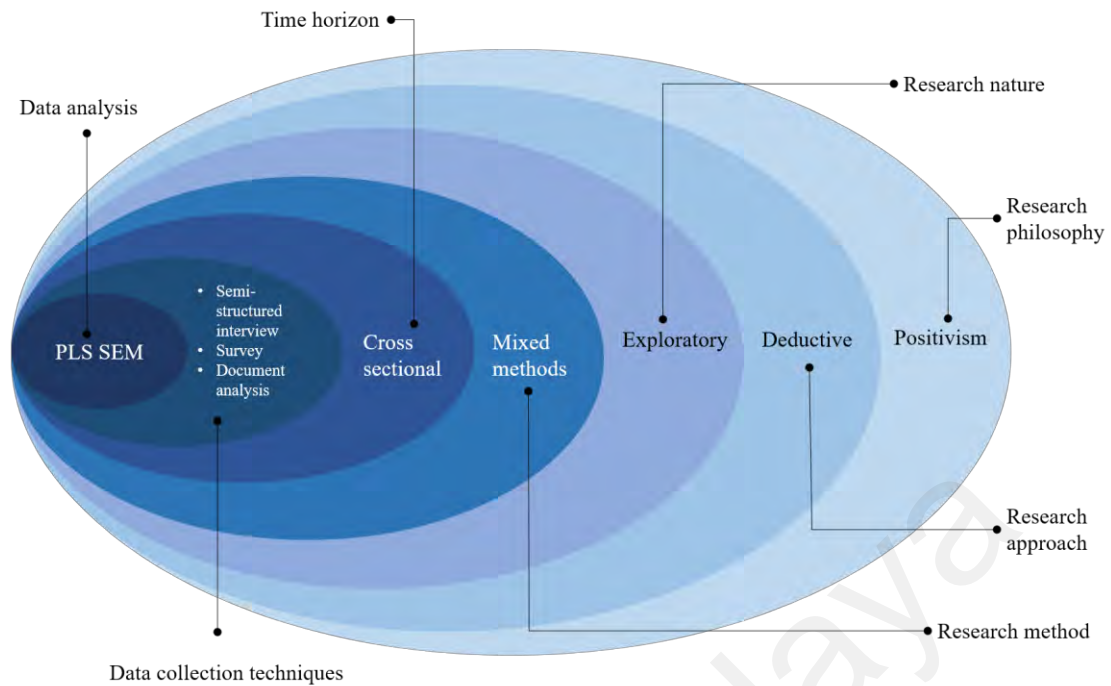 Time horizon
Research nature
Data analysis
Research
philosophy
• Semi-
structured
interview
• Survey
• Document
analysis
PLS SEM
Cross
sectional
Mixed
methods
Exploratory
Deductive
Positivism
Research
approach
Research method
Data collection techniques
laya